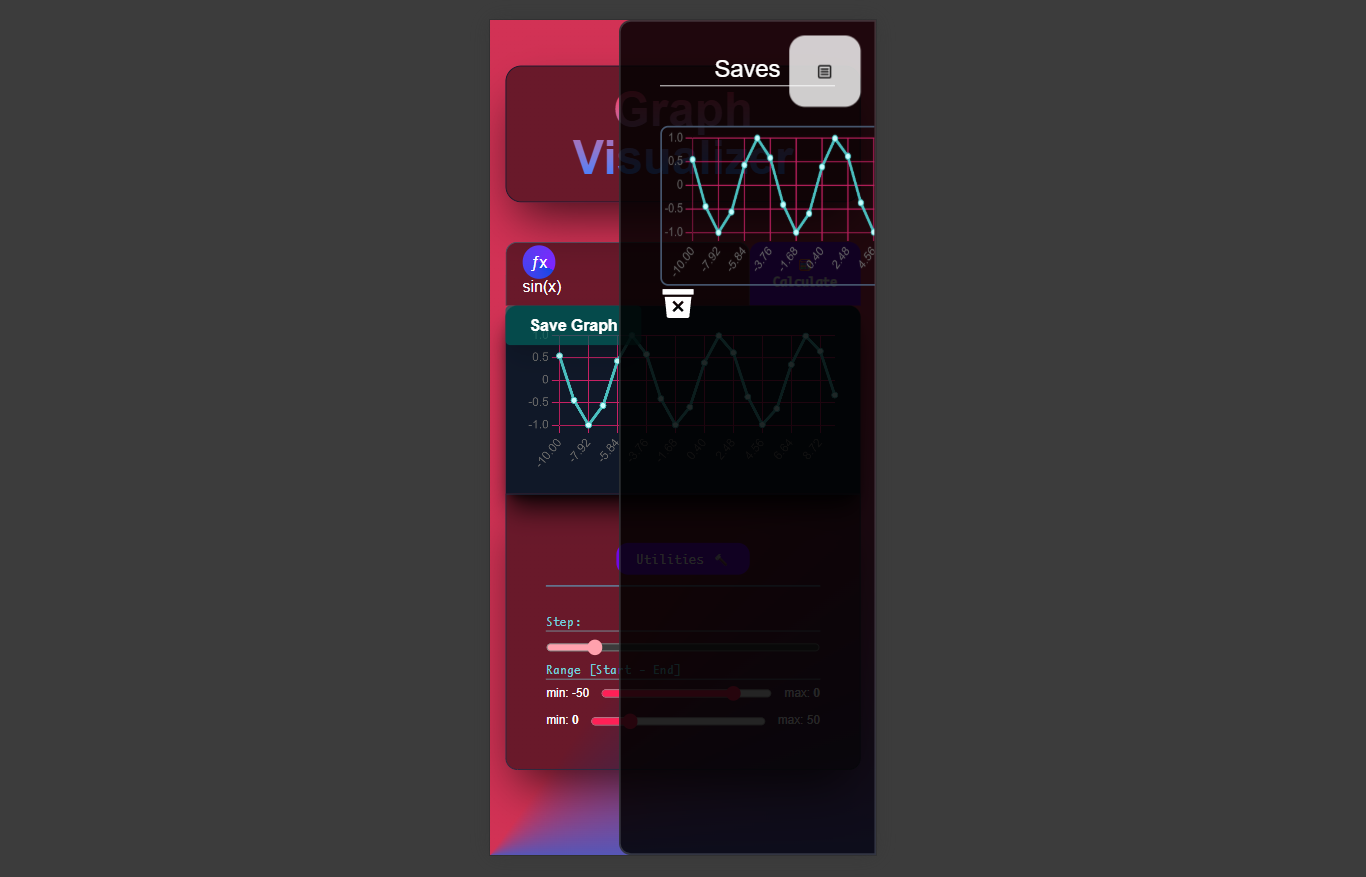 Saves
Graph
Visualizer
1.0
0.5
0
-0.5
-1.0
-10.00
-7.92
-5.84
-3.76
-1.68
0.40
2.48
4.56
ƒx
sin(x)
Calculate
Save Graph
1.0
0.5
0
-0.5
-1.0
-10.00
-7.92
-5.84
-3.76
-1.68
0.40
2.48
4.56
6.64
8.72
Utilities
Step:
Range [Start - End]
min: -50 max: 0
min: 0 max: 50